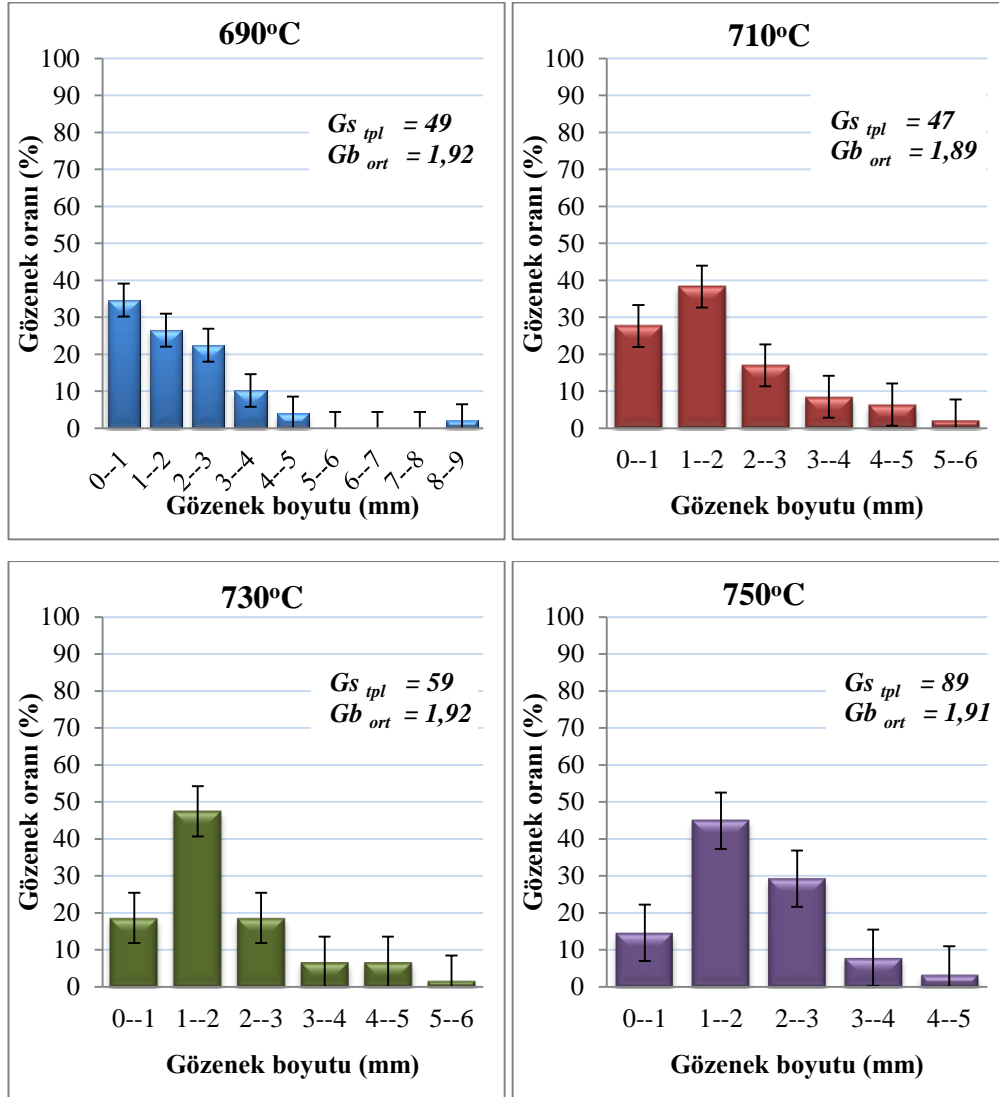 690°C
100
90
80
70
60
50
40
30
20
10
0
Gözenek oranı (%)
Gs tpl = 49
Gb ort = 1,92
0--1 1--2 2--3 3--4 4--5 5--6 6--7 7--8 8--9
Gözenek boyutu (mm)
710°C
100
90
80
70
60
50
40
30
20
10
0
Gözenek oranı (%)
Gs tpl = 47
Gb ort = 1,89
0--1 1--2 2--3 3--4 4--5 5--6
Gözenek boyutu (mm)
730°C
100
90
80
70
60
50
40
30
20
10
0
Gözenek oranı (%)
Gs tpl = 59
Gb ort = 1,92
0--1 1--2 2--3 3--4 4--5 5--6
Gözenek boyutu (mm)
750°C
100
90
80
70
60
50
40
30
20
10
0
Gözenek oranı (%)
Gs tpl = 89
Gb ort = 1,91
0--1 1--2 2--3 3--4 4--5
Gözenek boyutu (mm)